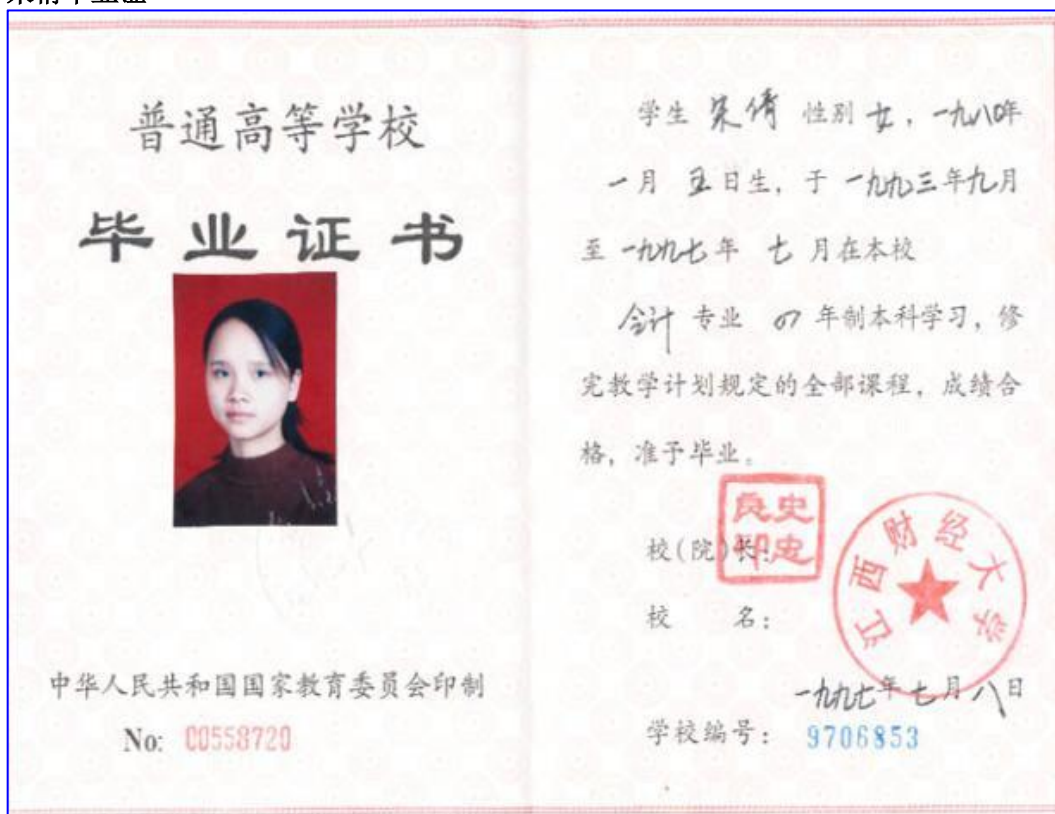 普通高等学校
毕业证书
中华人民共和国国家教育委员会印制
No: C0558720
学生 宋倩 性别 女，一九八〇年
一月 五日生，于 一九九三年九月
至 一九九七年 七 月在本校
会计 专业 四 年制本科学习，修
完教学计划规定的全部课程，成绩合
格，准予毕业。
校(院)长：
史忠良印
校 名：
江西财经大学
一九九七年 七 月 八 日
学校编号： 9706853